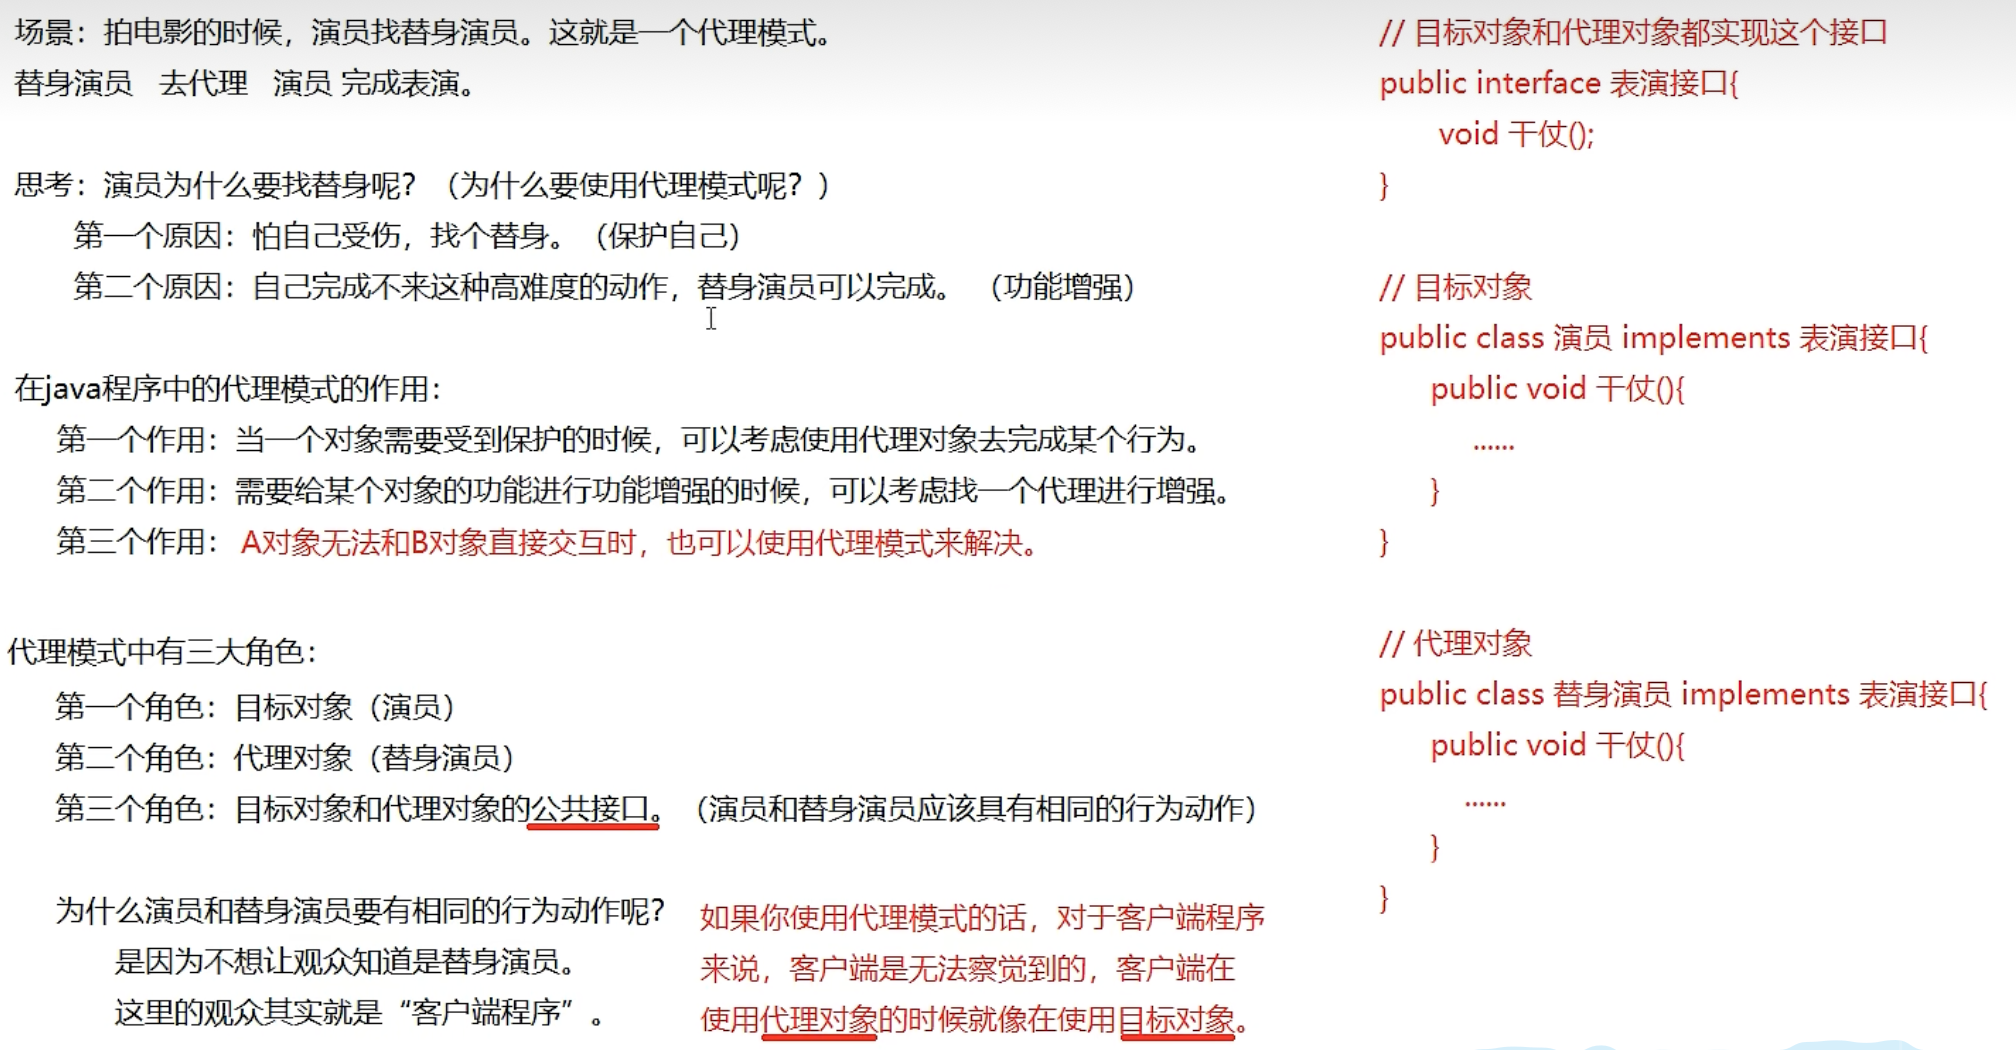 场景：拍电影的时候，演员找替身演员。这就是一个代理模式。
替身演员 去代理 演员 完成表演。
思考：演员为什么要找替身呢？（为什么要使用代理模式呢？）
第一个原因：怕自己受伤，找个替身。（保护自己）
第二个原因：自己完成不来这种高难度的动作，替身演员可以完成。（功能增强）
在java程序中的代理模式的作用：
第一个作用：当一个对象需要受到保护的时候，可以考虑使用代理对象去完成某个行为。
第二个作用：需要给某个对象的功能进行功能增强的时候，可以考虑找一个代理进行增强。
第三个作用：A对象无法和B对象直接交互时，也可以使用代理模式来解决。
代理模式中有三大角色：
第一个角色：目标对象（演员）
第二个角色：代理对象（替身演员）
第三个角色：目标对象和代理对象的公共接口。（演员和替身演员应该具有相同的行为动作）
为什么演员和替身演员要有相同的行为动作呢？
是因为不想让观众知道是替身演员。
这里的观众其实就是“客户端程序”。
如果你使用代理模式的话，对于客户端程序
来说，客户端是无法察觉到的，客户端在
使用代理对象的时候就像在使用目标对象。
// 目标对象和代理对象都实现这个接口
public interface 表演接口{
void 干仗();
}
// 目标对象
public class 演员 implements 表演接口{
public void 干仗(){
......
}
}
// 代理对象
public class 替身演员 implements 表演接口{
public void 干仗(){
......
}
}